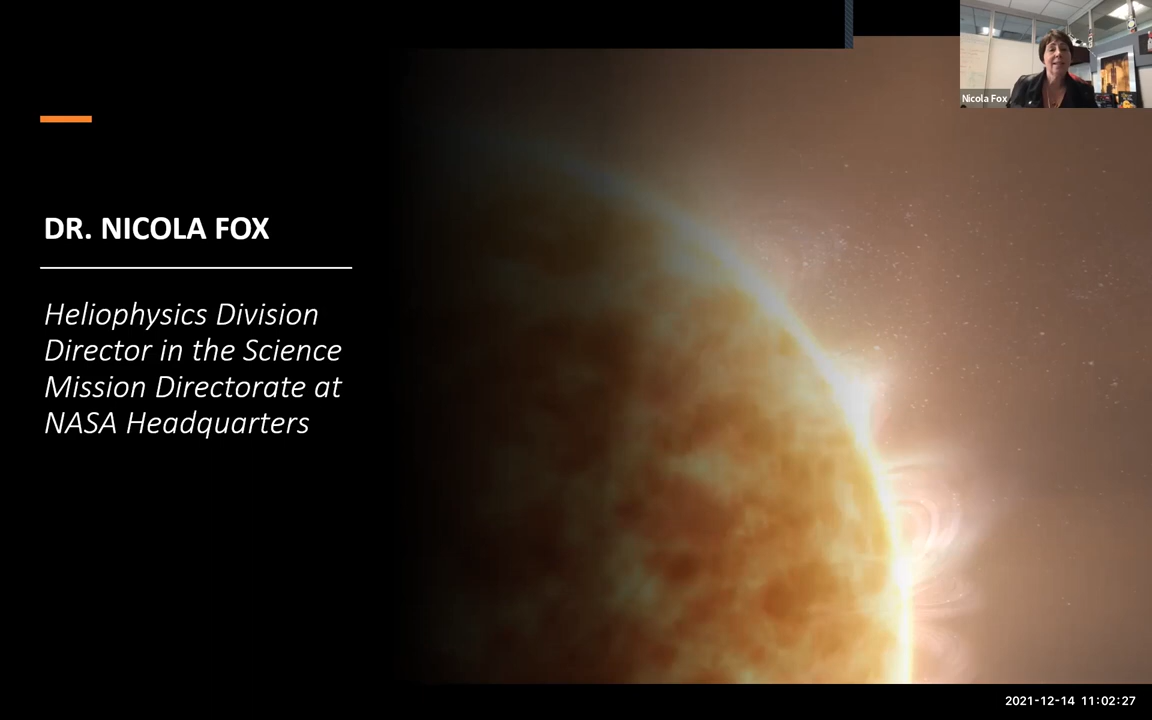 Nicola Fox
DR. NICOLA FOX
Heliophysics Division
Director in the Science
Mission Directorate at
NASA Headquarters
2021-12-14 11:02:27